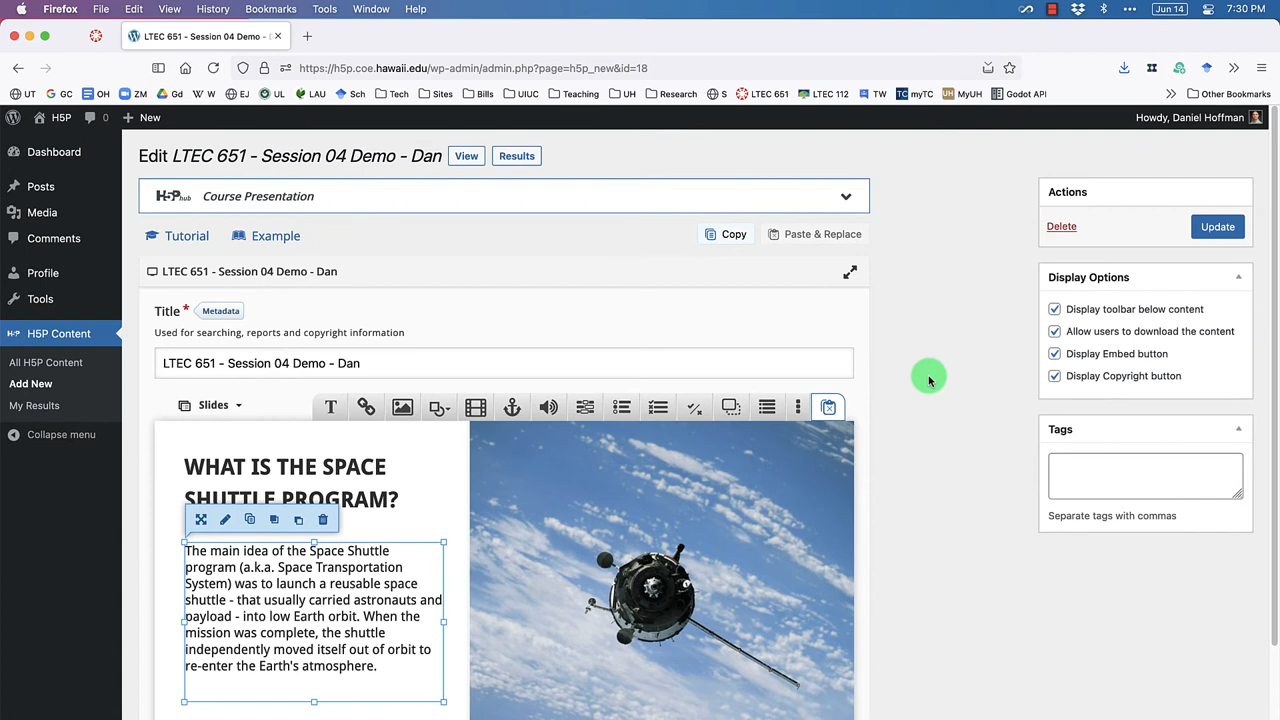 Firefox File Edit View History Bookmarks Tools Window Help Jun 14 7:30 PM
LTEC 651 - Session 04 Demo -
https://h5p.coe.hawaii.edu/wp-admin/admin.php?page=h5p_new&id=18
UT GC OH ZM Gd W EJ UL LAU Sch Tech Sites Bills UIUC Teaching UH Research S LTEC 651 LTEC 112 TW myTC MyUH Godot API Other Bookmarks
H5P 0 New Howdy, Daniel Hoffman
Dashboard
Posts
Media
Comments
Profile
Tools
H5P Content
All H5P Content
Add New
My Results
Collapse menu
Edit LTEC 651 - Session 04 Demo - Dan View Results
H5P hub Course Presentation
Tutorial Example Copy Paste & Replace
LTEC 651 - Session 04 Demo - Dan
Title * Metadata
Used for searching, reports and copyright information
LTEC 651 - Session 04 Demo - Dan
Slides
WHAT IS THE SPACE
SHUTTLE PROGRAM?
The main idea of the Space Shuttle
program (a.k.a. Space Transportation
System) was to launch a reusable space
shuttle - that usually carried astronauts and
payload - into low Earth orbit. When the
mission was complete, the shuttle
independently moved itself out of orbit to
re-enter the Earth's atmosphere.
Actions
Delete Update
Display Options
Display toolbar below content
Allow users to download the content
Display Embed button
Display Copyright button
Tags
Separate tags with commas